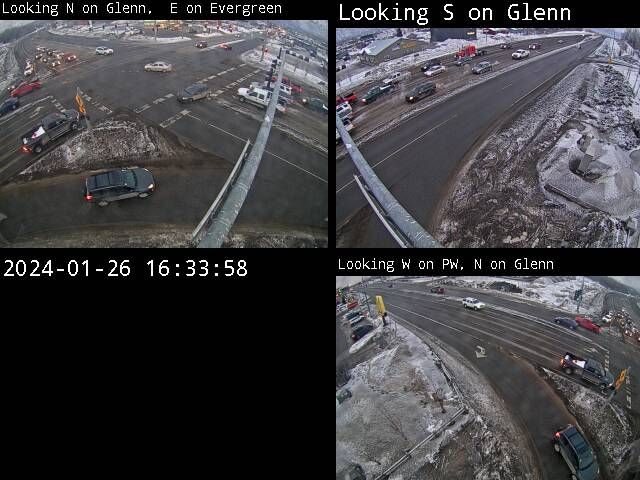 Looking N on Glenn,  E on Evergreen
Looking S on Glenn
2024-01-26 16:33:58
Looking W on PW, N on Glenn